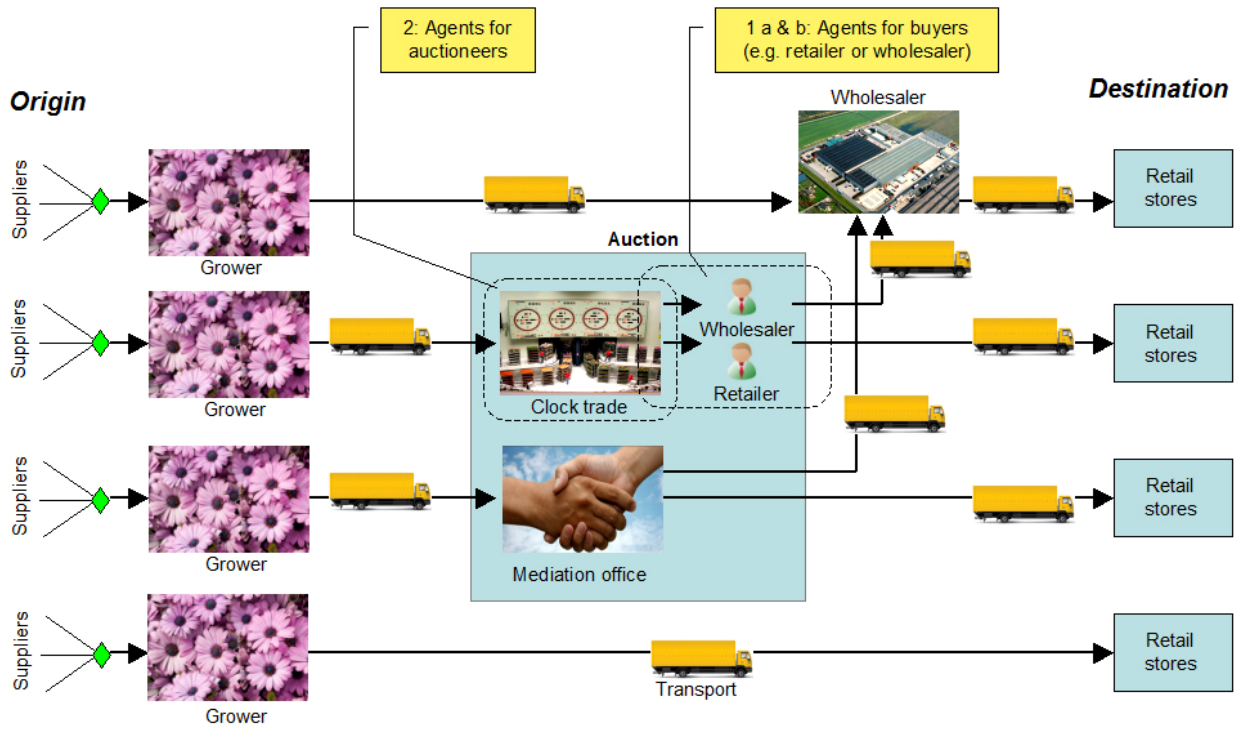 2: Agents for
auctioneers
1 a & b: Agents for buyers
(e.g. retailer or wholesaler)
Origin
Wholesaler
Destination
Suppliers
Grower
Retail
stores
Auction
Suppliers
Grower
Clock trade
Wholesaler
Retailer
Retail
stores
Suppliers
Grower
Mediation office
Retail
stores
Suppliers
Grower
Transport
Retail
stores